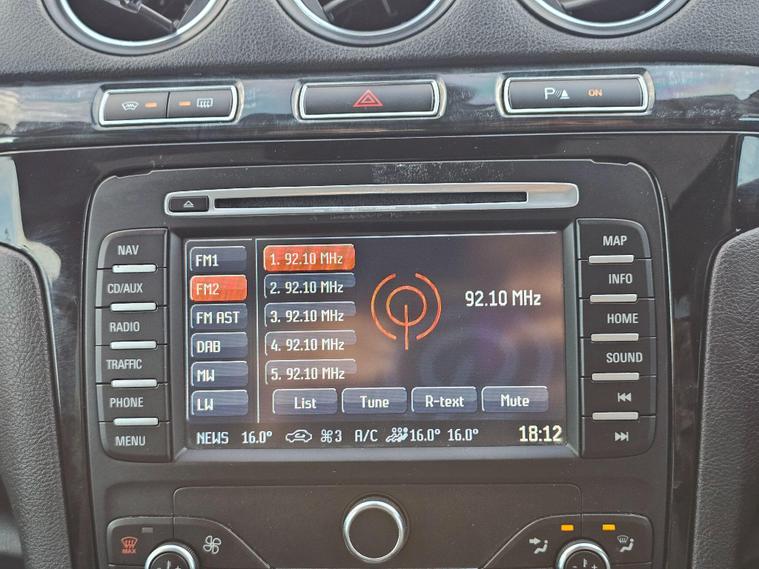 P ON
NAV
CD/AUX
RADIO
TRAFFIC
PHONE
MENU
FM1
FM2
FM AST
DAB
MW
LW
1. 92.10 MHz
2. 92.10 MHz
3. 92.10 MHz
4. 92.10 MHz
5. 92.10 MHz
92.10 MHz
List Tune R-text Mute
NEWS 16.0° 3 A/C 16.0° 16.0° 18:12
MAP
INFO
HOME
SOUND
MAX